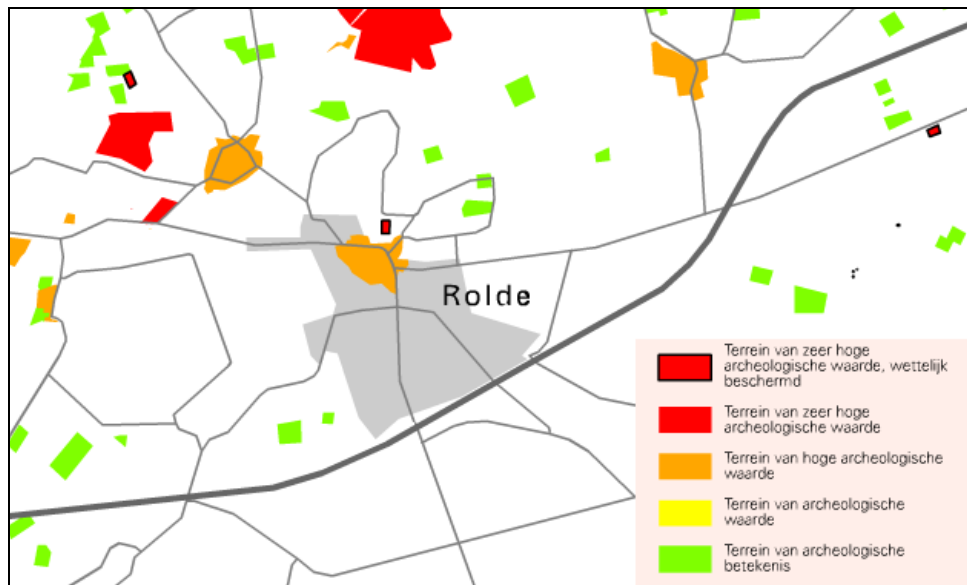 Rolde
Terrein van zeer hoge
archeologische waarde, wettelijk
beschermd
Terrein van zeer hoge
archeologische waarde
Terrein van hoge archeologische
waarde
Terrein van archeologische
waarde
Terrein van archeologische
betekenis